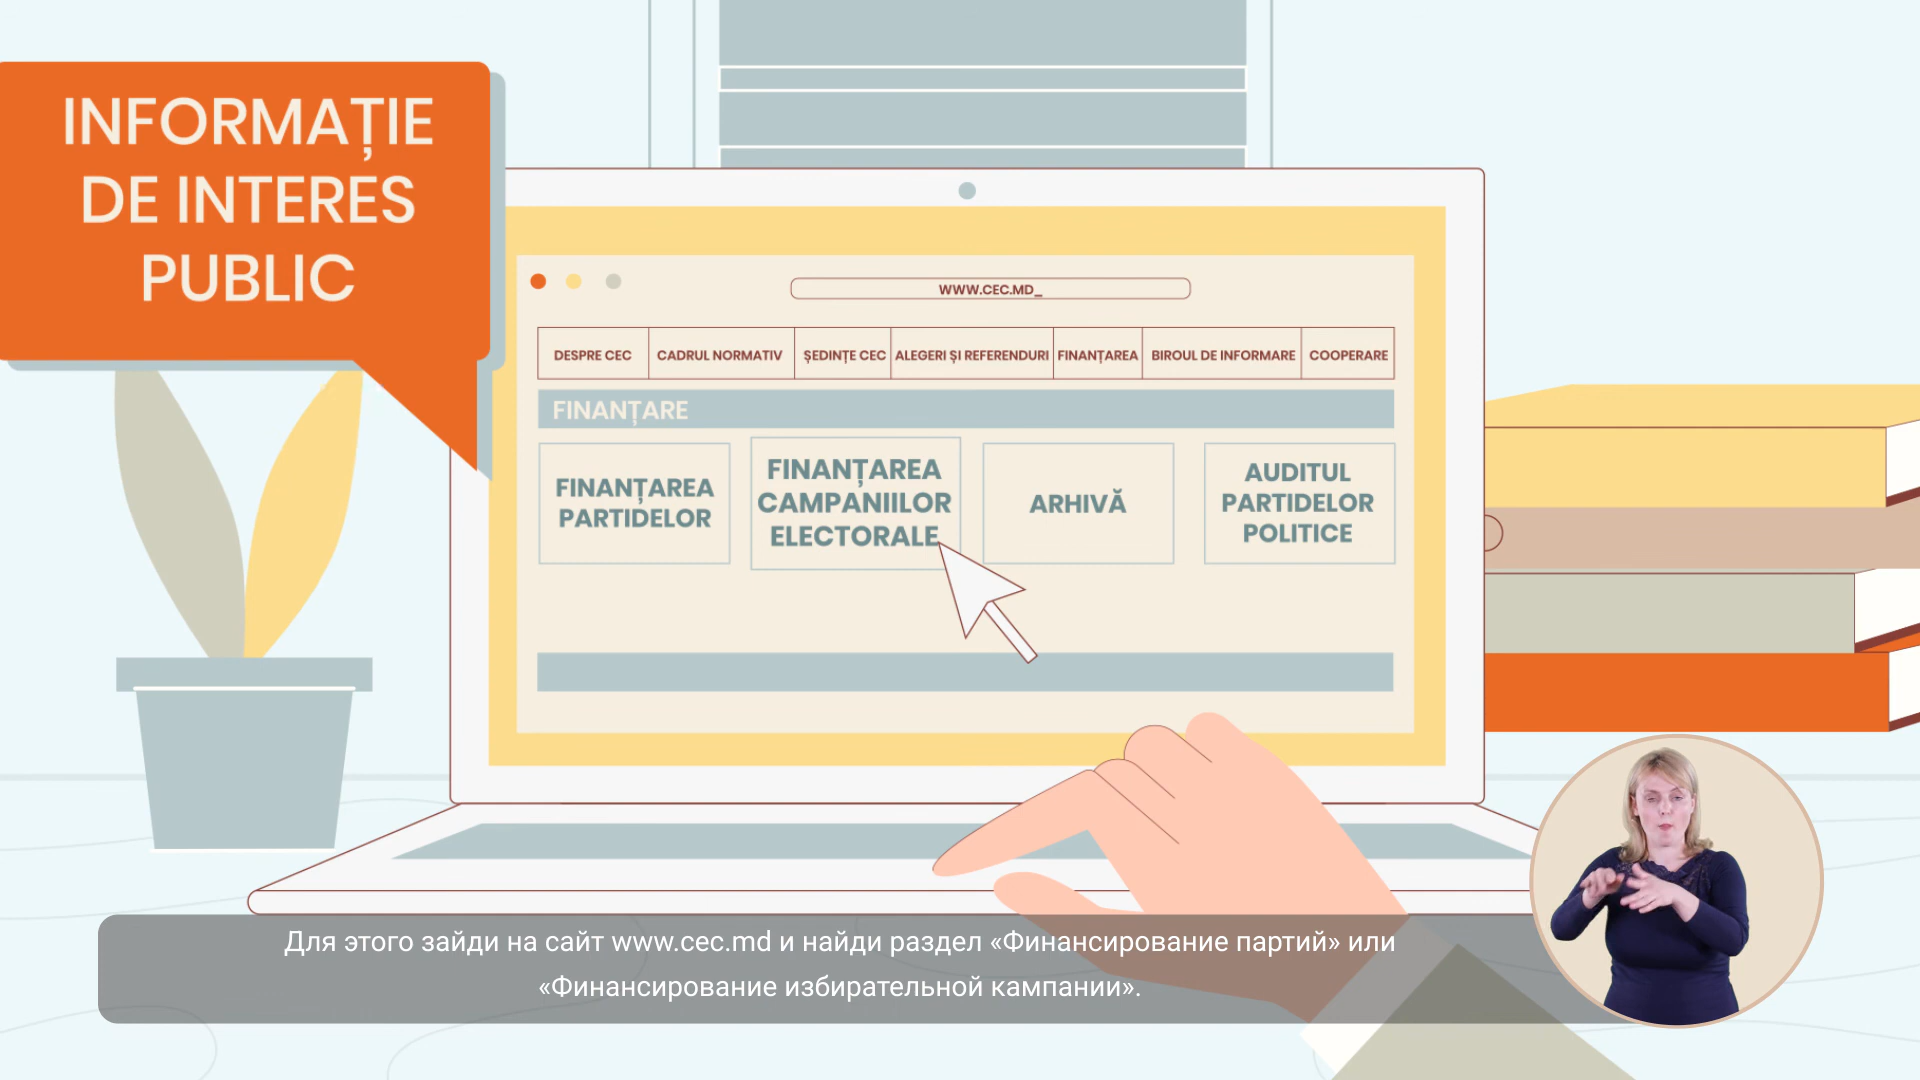 INFORMAȚIE
DE INTERES
PUBLIC
WWW.CEC.MD_
DESPRE CEC
CADRUL NORMATIV
ȘEDINȚE CEC
ALEGERI ȘI REFERENDURI
FINANȚAREA
BIROUL DE INFORMARE
COOPERARE
FINANȚARE
FINANȚAREA
PARTIDELOR
FINANȚAREA
CAMPANIILOR
ELECTORALE
ARHIVĂ
AUDITUL
PARTIDELOR
POLITICE
Для этого зайди на сайт www.cec.md и найди раздел «Финансирование партий» или
«Финансирование избирательной кампании».